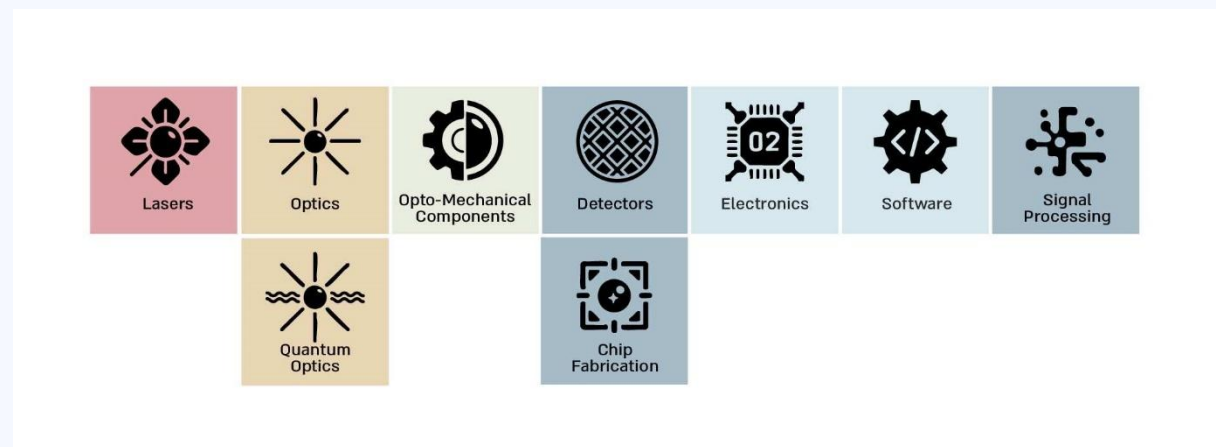 02
</>
Lasers
Optics
Opto-Mechanical
Components
Detectors
Electronics
Software
Signal
Processing
Quantum
Optics
Chip
Fabrication